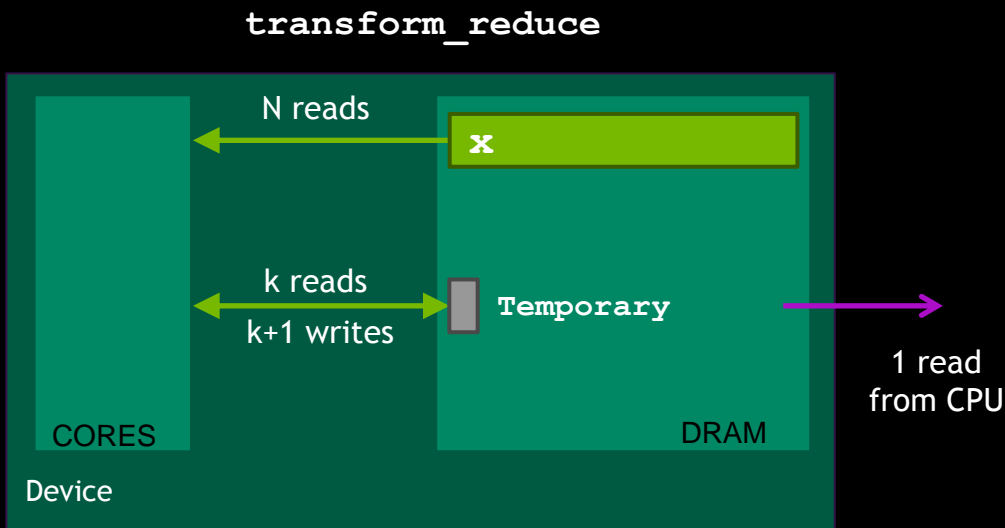 transform_reduce
N reads
x
k reads
k+1 writes
Temporary
1 read
from CPU
CORES
DRAM
Device